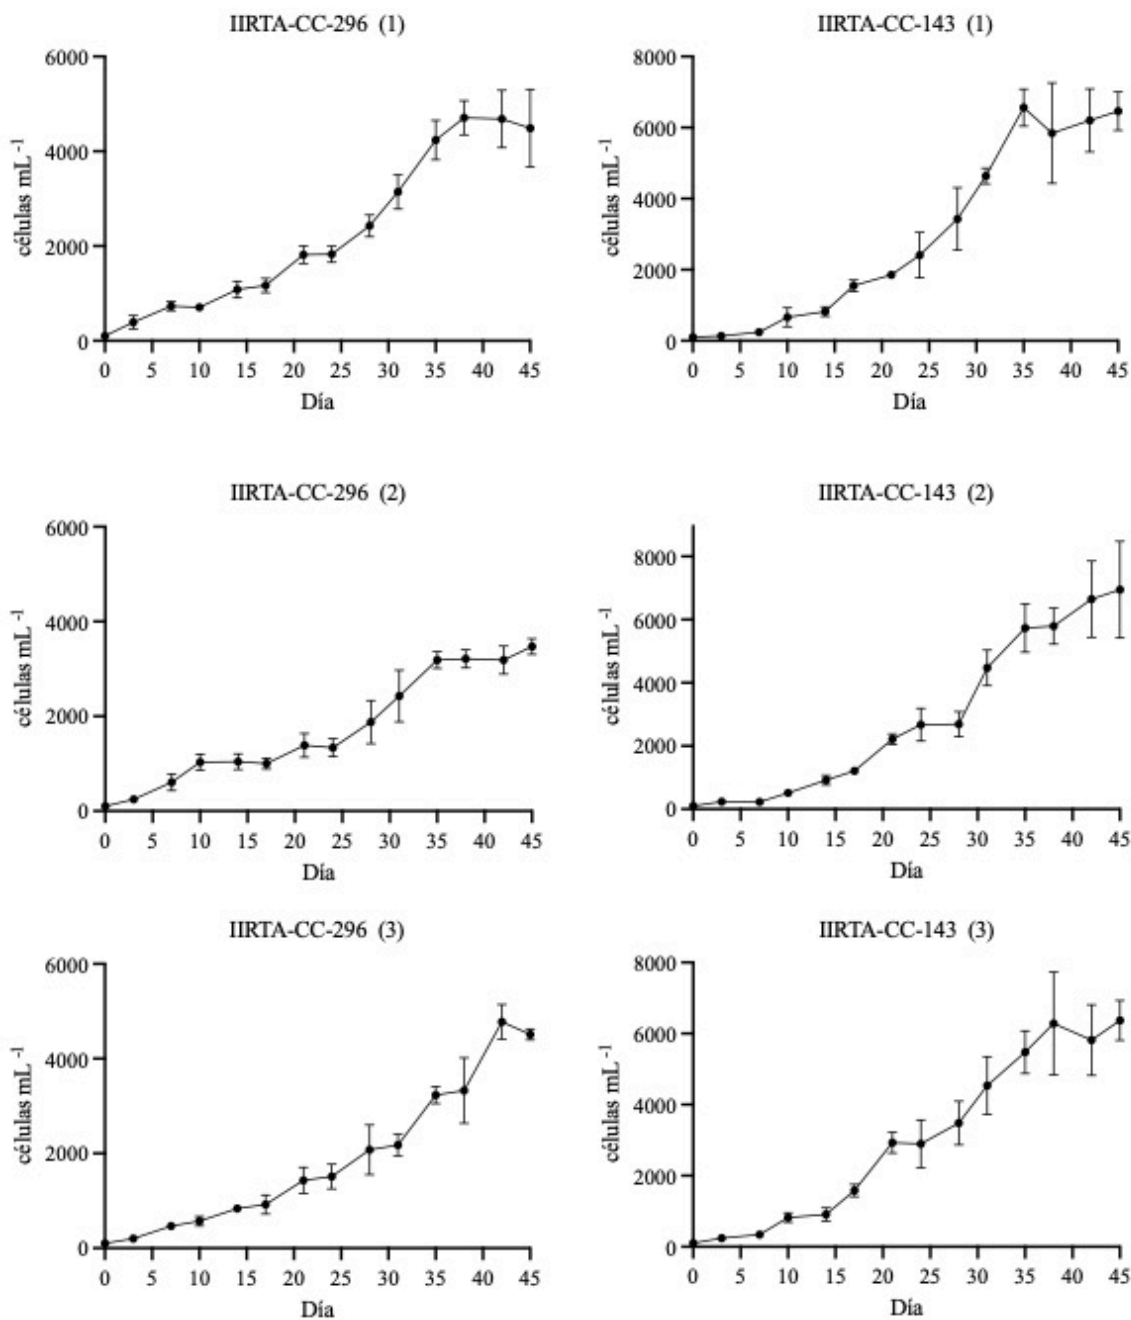 IIRTA-CC-296 (1)
6000
4000
2000
0
células mL⁻¹
0 5 10 15 20 25 30 35 40 45
Día
IIRTA-CC-143 (1)
8000
6000
4000
2000
0
células mL⁻¹
0 5 10 15 20 25 30 35 40 45
Día
IIRTA-CC-296 (2)
6000
4000
2000
0
células mL⁻¹
0 5 10 15 20 25 30 35 40 45
Día
IIRTA-CC-143 (2)
8000
6000
4000
2000
0
células mL⁻¹
0 5 10 15 20 25 30 35 40 45
Día
IIRTA-CC-296 (3)
6000
4000
2000
0
células mL⁻¹
0 5 10 15 20 25 30 35 40 45
Día
IIRTA-CC-143 (3)
8000
6000
4000
2000
0
células mL⁻¹
0 5 10 15 20 25 30 35 40 45
Día